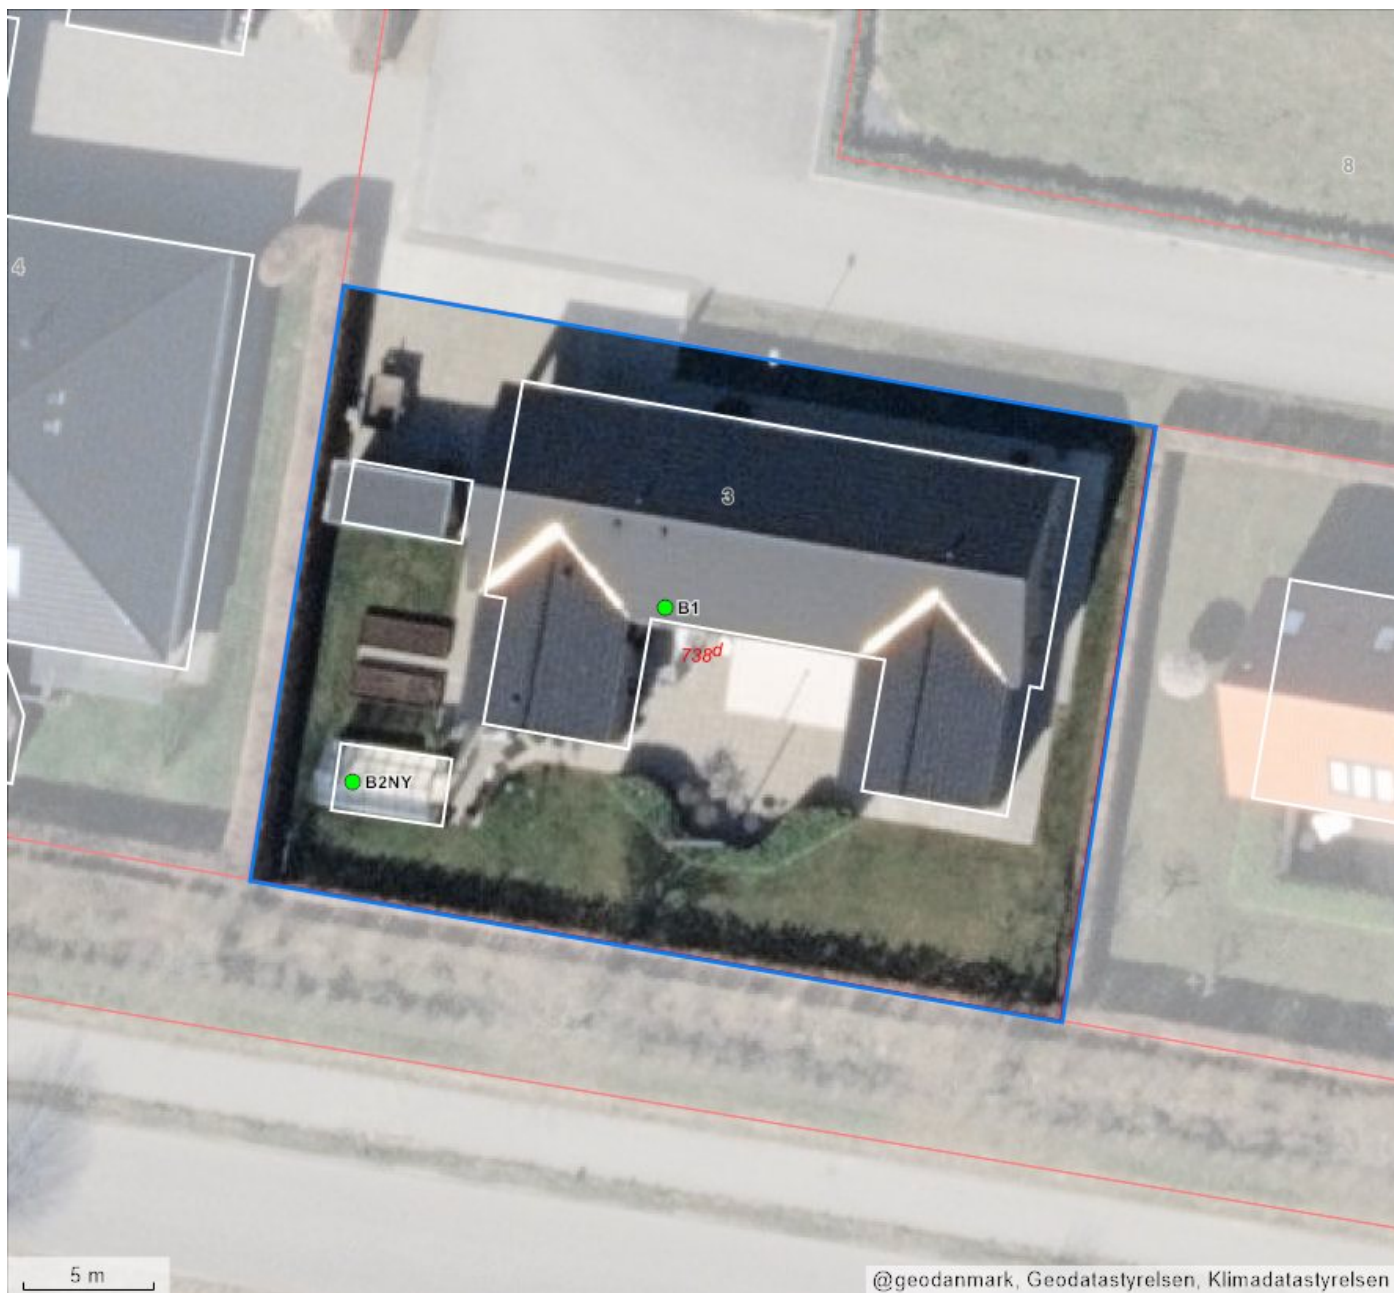 8
4
3
B1
738d
B2NY
5 m
@geodanmark, Geodatastyrelsen, Klimadatastyrelsen